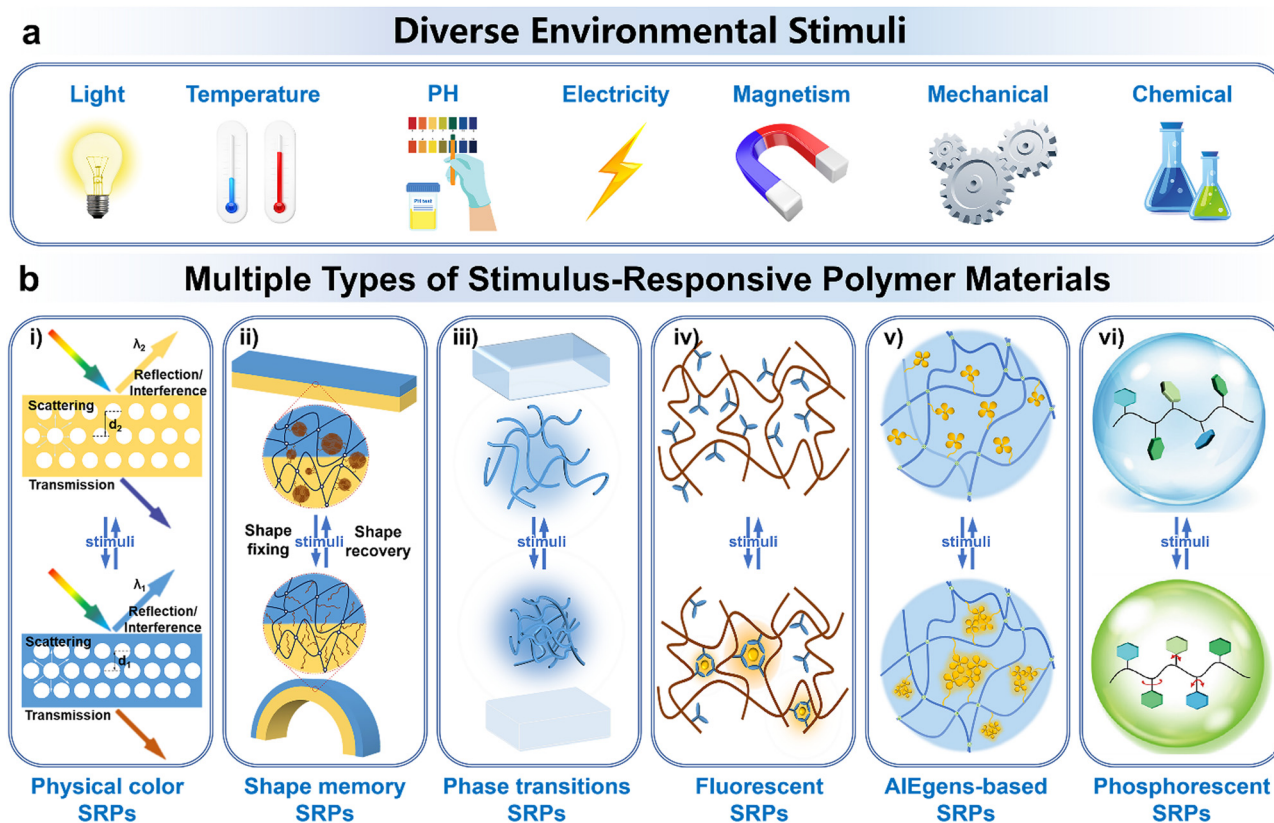 a
Diverse Environmental Stimuli
Light
Temperature
PH
Electricity
Magnetism
Mechanical
Chemical
PH test
b
Multiple Types of Stimulus-Responsive Polymer Materials
i)
λ₂
Reflection/
Interference
Scattering
d₂
Transmission
stimuli
λ₁
Reflection/
Interference
Scattering
d₁
Transmission
Physical color
SRPs
ii)
Shape
fixing
stimuli
Shape
recovery
Shape memory
SRPs
iii)
stimuli
Phase transitions
SRPs
iv)
stimuli
Fluorescent
SRPs
v)
stimuli
AIEgens-based
SRPs
vi)
stimuli
Phosphorescent
SRPs